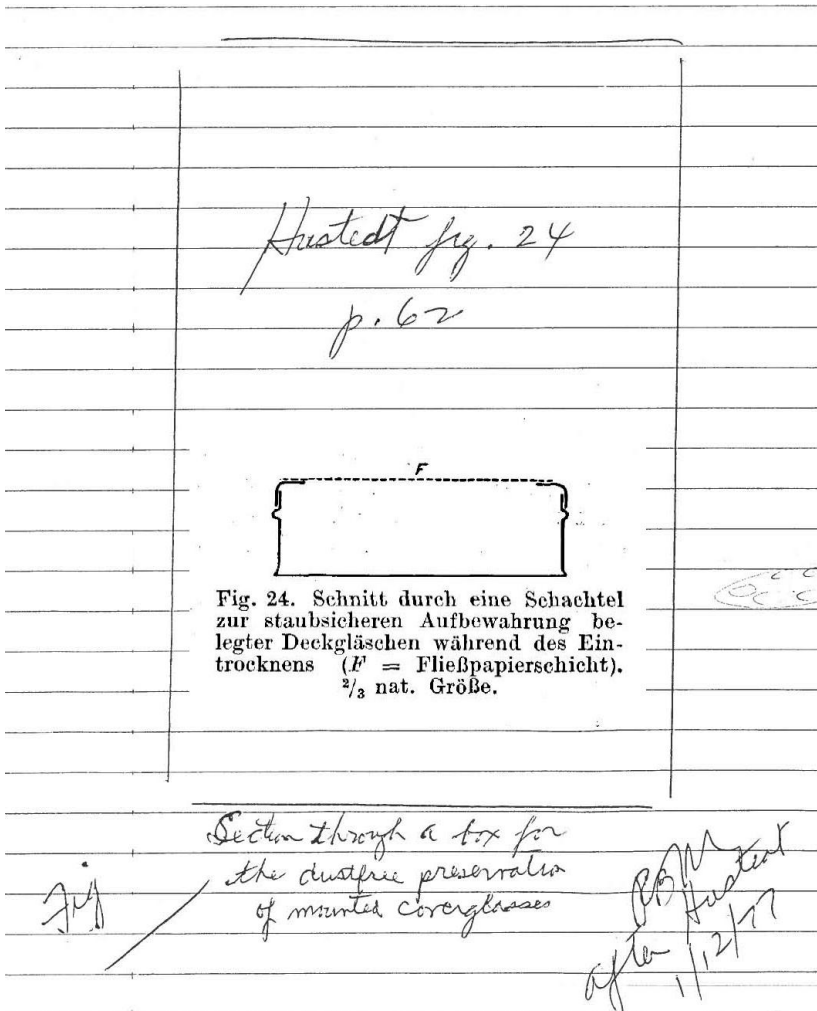 Hustedt fig. 24
p. 62
F
Fig. 24. Schnitt durch eine Schachtel
zur staubsicheren Aufbewahrung be-
legter Deckgläschen während des Ein-
trocknens (F = Fließpapierschicht).
²/₃ nat. Größe.
Section through a box for
the dustfree preservation
of mounted coverglasses
Fig
after Hustedt
1/12/77